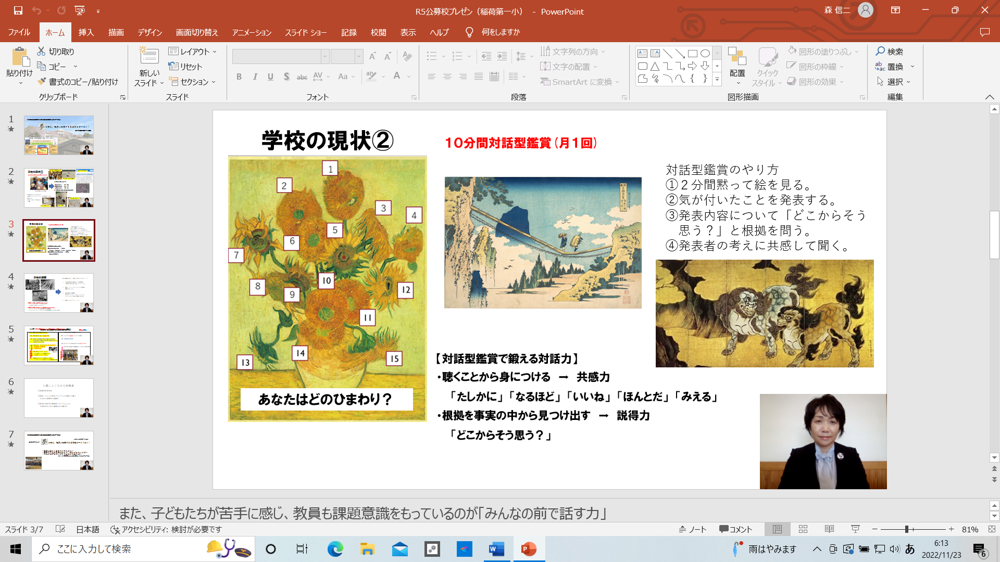 R5公募校プレゼン（稲荷第一小） - PowerPoint
森 信二
ファイル
ホーム
挿入
描画
デザイン
画面切り替え
アニメーション
スライド ショー
記録
校閲
表示
ヘルプ
何をしますか
貼り付け
切り取り
コピー
書式のコピー/貼り付け
クリップボード
新しい
スライド
レイアウト
リセット
セクション
スライド
B I U S abc AV Aa A
フォント
文字列の方向
文字の配置
SmartArt に変換
段落
配置
クイック
スタイル
図形の塗りつぶし
図形の枠線
図形の効果
図形描画
検索
置換
選択
編集
1
2
3
4
5
6
7
学校の現状②
10分間対話型鑑賞(月1回)
1
2
3
4
5
6
7
8
9
10
11
12
13
14
15
あなたはどのひまわり？
対話型鑑賞のやり方
①２分間黙って絵を見る。
②気が付いたことを発表する。
③発表内容について「どこからそう
思う？」と根拠を問う。
④発表者の考えに共感して聞く。
【対話型鑑賞で鍛える対話力】
・聴くことから身につける → 共感力
「たしかに」「なるほど」「いいね」「ほんとだ」「みえる」
・根拠を事実の中から見つけ出す → 説得力
「どこからそう思う？」
また、子どもたちが苦手に感じ、教員も課題意識をもっているのが「みんなの前で話す力」
スライド 3/7
日本語
アクセシビリティ: 検討が必要です
ノート
コメント
81%
ここに入力して検索
雨はやみます
あ
6:13
2022/11/23
6